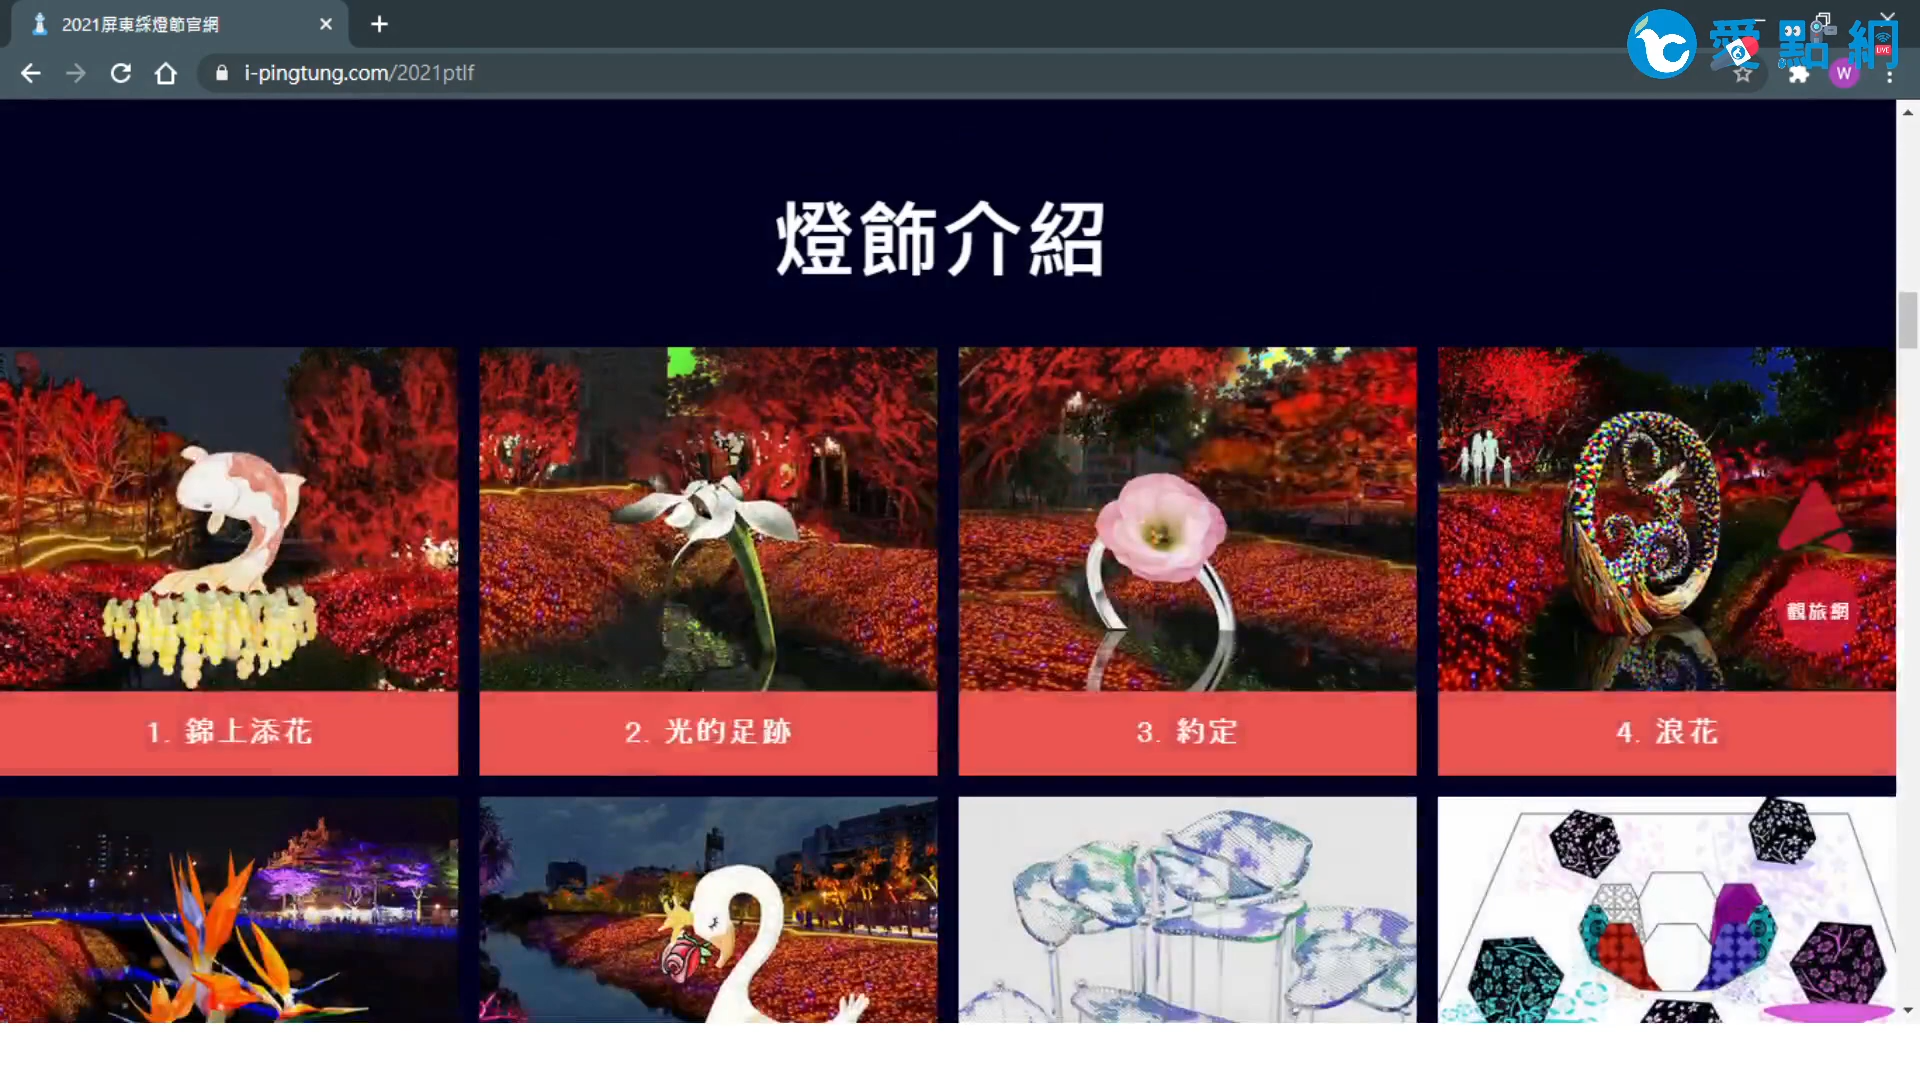 2021屏東綵燈節官網
愛點網
LIVE
i-pingtung.com/2021ptlf
W
燈飾介紹
觀旅網
1. 錦上添花
2. 光的足跡
3. 約定
4. 浪花